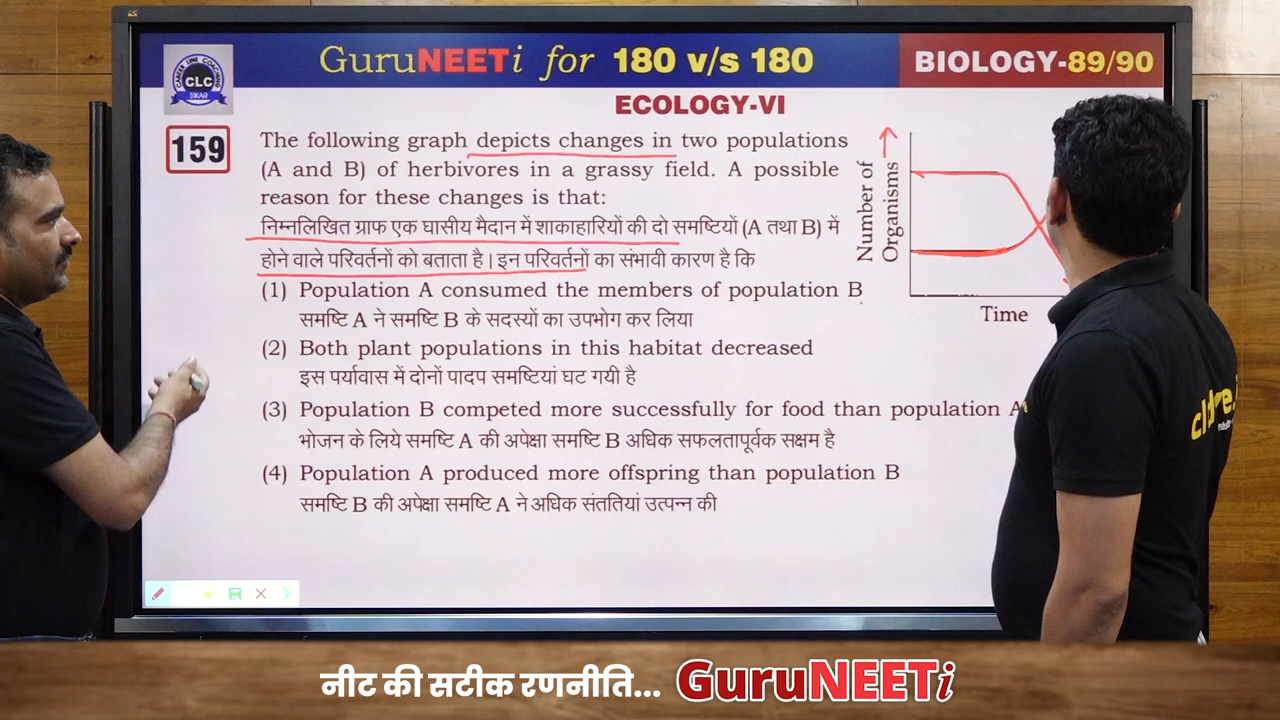 CAREER LINE COACHING
CLC
SIKAR
GuruNEETi for 180 v/s 180
BIOLOGY-89/90
ECOLOGY-VI
159
The following graph depicts changes in two populations
(A and B) of herbivores in a grassy field. A possible
reason for these changes is that:
निम्नलिखित ग्राफ एक घासीय मैदान में शाकाहारियों की दो समष्टियों (A तथा B) में
होने वाले परिवर्तनों को बताता है। इन परिवर्तनों का संभावी कारण है कि
(1) Population A consumed the members of population B
समष्टि A ने समष्टि B के सदस्यों का उपभोग कर लिया
(2) Both plant populations in this habitat decreased
इस पर्यावास में दोनों पादप समष्टियां घट गयी है
(3) Population B competed more successfully for food than population A
भोजन के लिये समष्टि A की अपेक्षा समष्टि B अधिक सफलतापूर्वक सक्षम है
(4) Population A produced more offspring than population B
समष्टि B की अपेक्षा समष्टि A ने अधिक संततियां उत्पन्न की
Number of
Organisms
Time
नीट की सटीक रणनीति... GuruNEETi